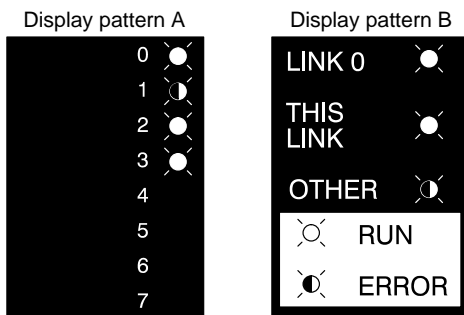 Display pattern A
0
1
2
3
4
5
6
7
Display pattern B
LINK 0
THIS
LINK
OTHER
RUN
ERROR